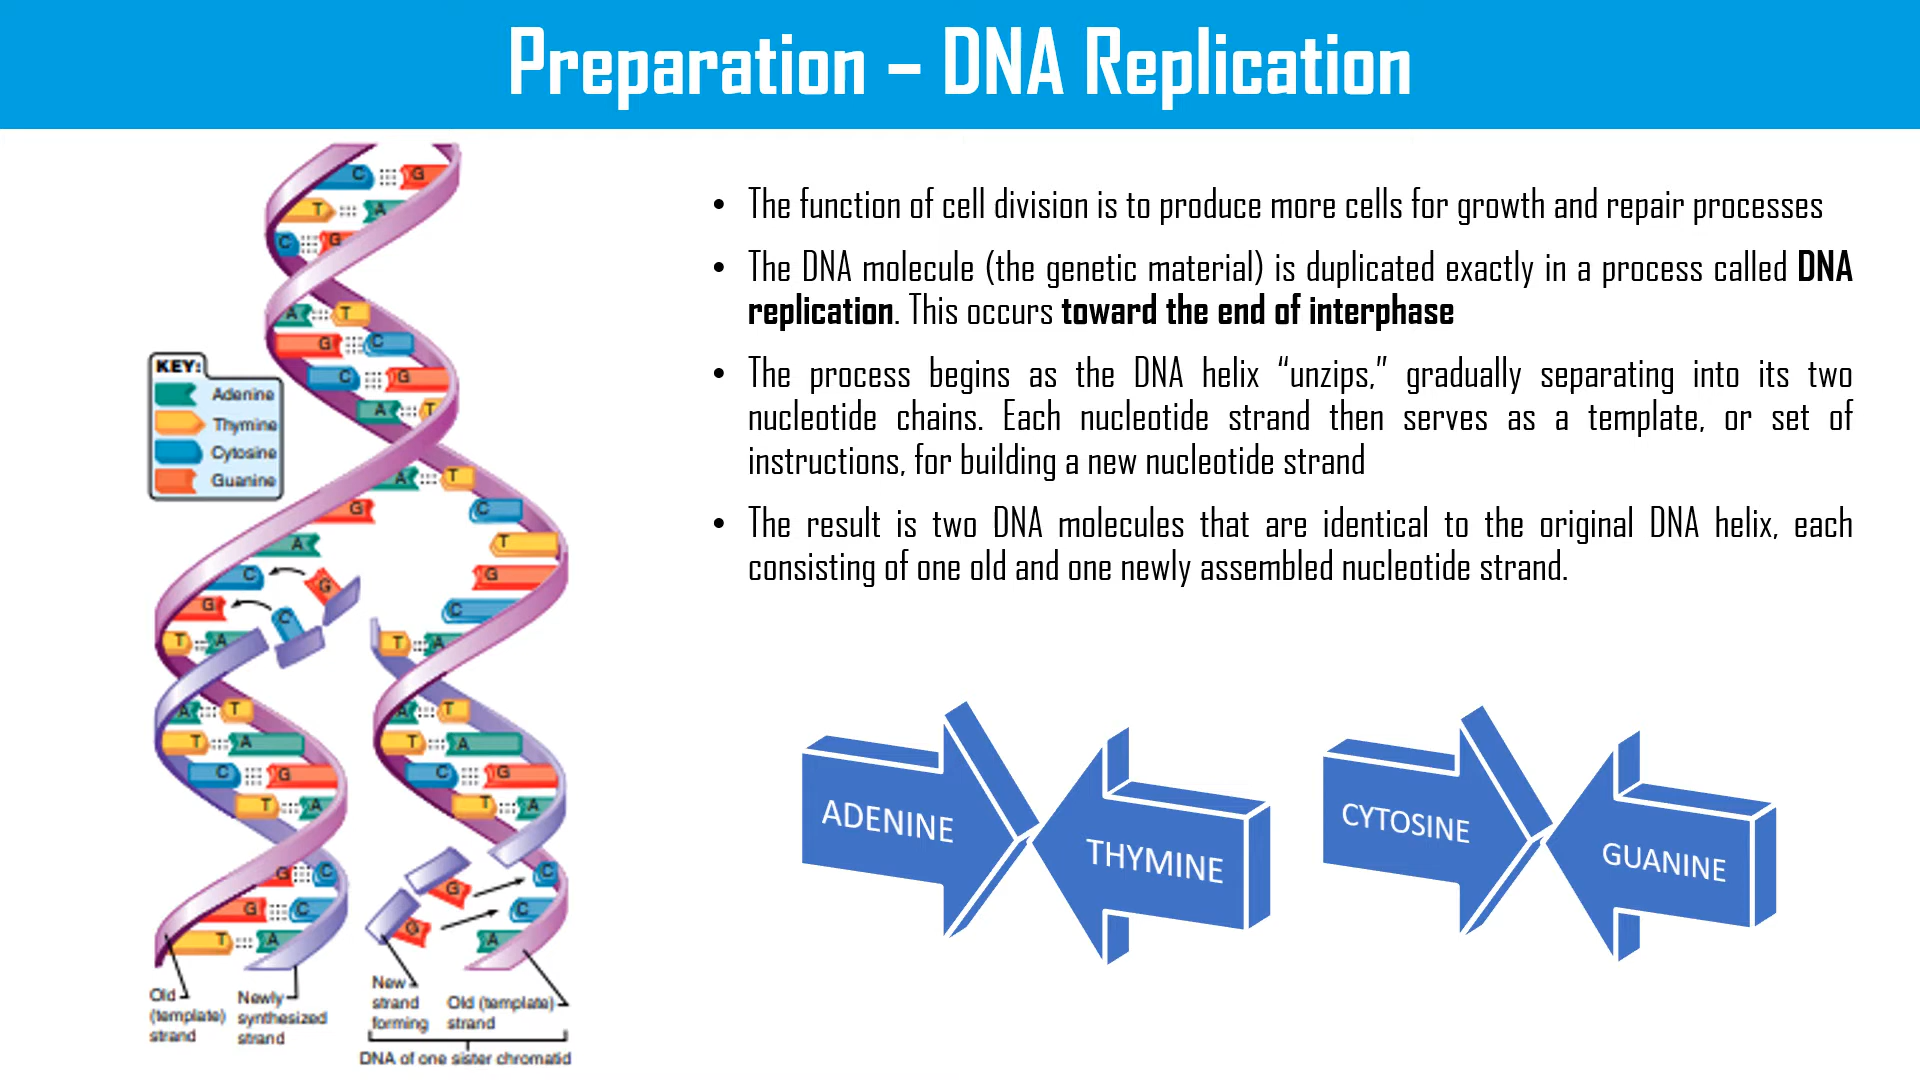 Preparation – DNA Replication
• The function of cell division is to produce more cells for growth and repair processes
• The DNA molecule (the genetic material) is duplicated exactly in a process called DNA
replication. This occurs toward the end of interphase
• The process begins as the DNA helix “unzips,” gradually separating into its two
nucleotide chains. Each nucleotide strand then serves as a template, or set of
instructions, for building a new nucleotide strand
• The result is two DNA molecules that are identical to the original DNA helix, each
consisting of one old and one newly assembled nucleotide strand.
C G
T A
C G
A T
G C
C G
A T
KEY:
Adenine
Thymine
Cytosine
Guanine
A T
G C
A T
C G G
G C C
T A T A
A T A T
T A T A
C G C G
T A T A
G C G C
G C G C
T A A
Old
(template)
strand
Newly
synthesized
strand
New
strand
forming
Old (template)
strand
DNA of one sister chromatid
ADENINE
THYMINE
CYTOSINE
GUANINE